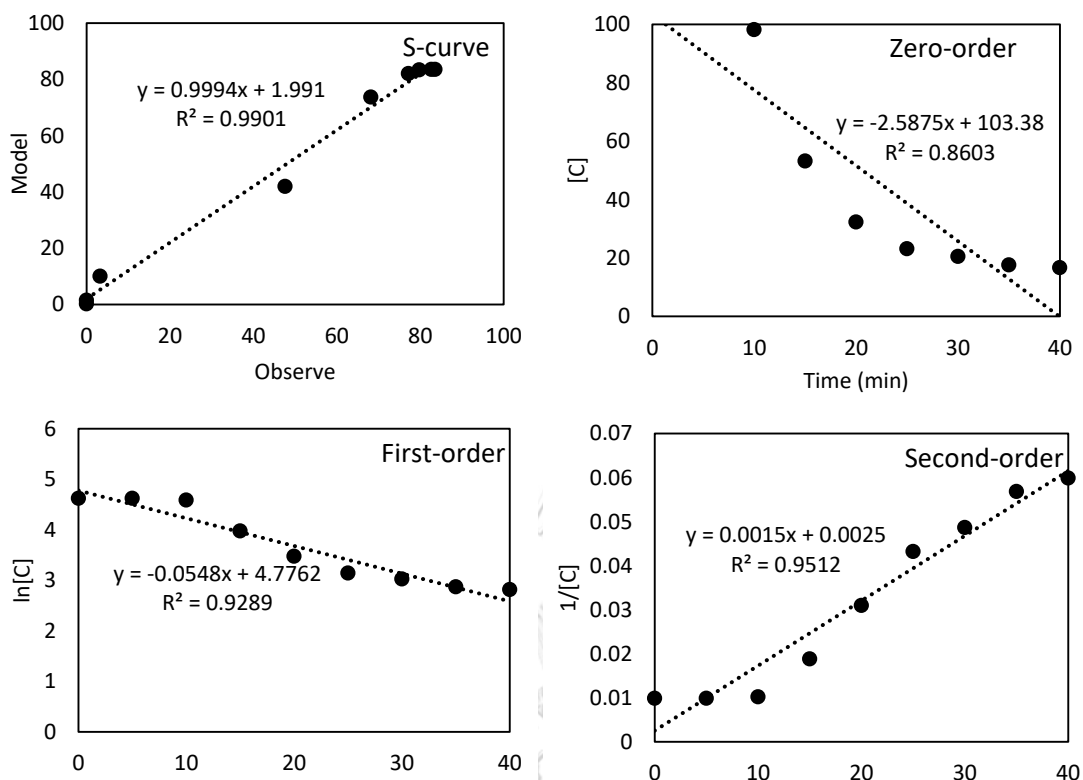 S-curve
y = 0.9994x + 1.991
R² = 0.9901
Model
100
80
60
40
20
0
0 20 40 60 80 100
Observe
Zero-order
y = -2.5875x + 103.38
R² = 0.8603
[C]
100
80
60
40
20
0
0 10 20 30 40
Time (min)
First-order
y = -0.0548x + 4.7762
R² = 0.9289
ln[C]
6
5
4
3
2
1
0
0 10 20 30 40
Second-order
y = 0.0015x + 0.0025
R² = 0.9512
1/[C]
0.07
0.06
0.05
0.04
0.03
0.02
0.01
0
0 10 20 30 40